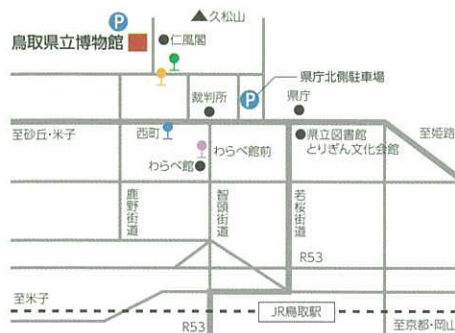 P
▲久松山
鳥取県立博物館
仁風閣
裁判所
P
県庁北側駐車場
県庁
至砂丘・米子
西町
わらべ館前
わらべ館
県立図書館
とりぎん文化会館
至姫路
鹿野街道
智頭街道
若桜街道
R53
至米子
JR鳥取駅
R53
至京都・岡山